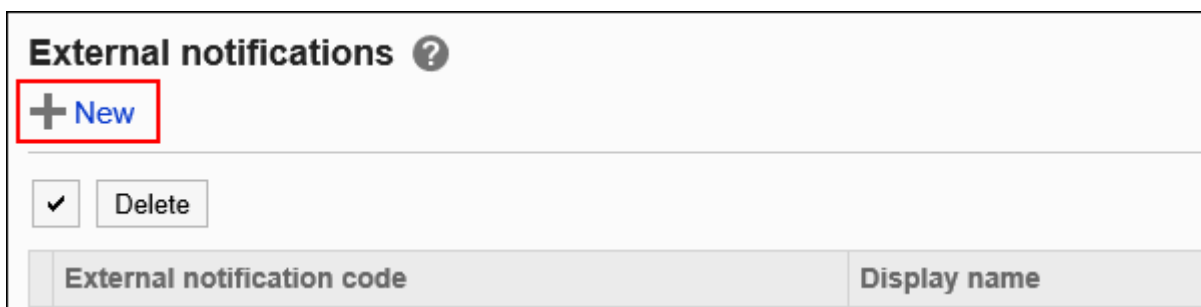 External notifications ?
+ New
Delete
External notification code Display name